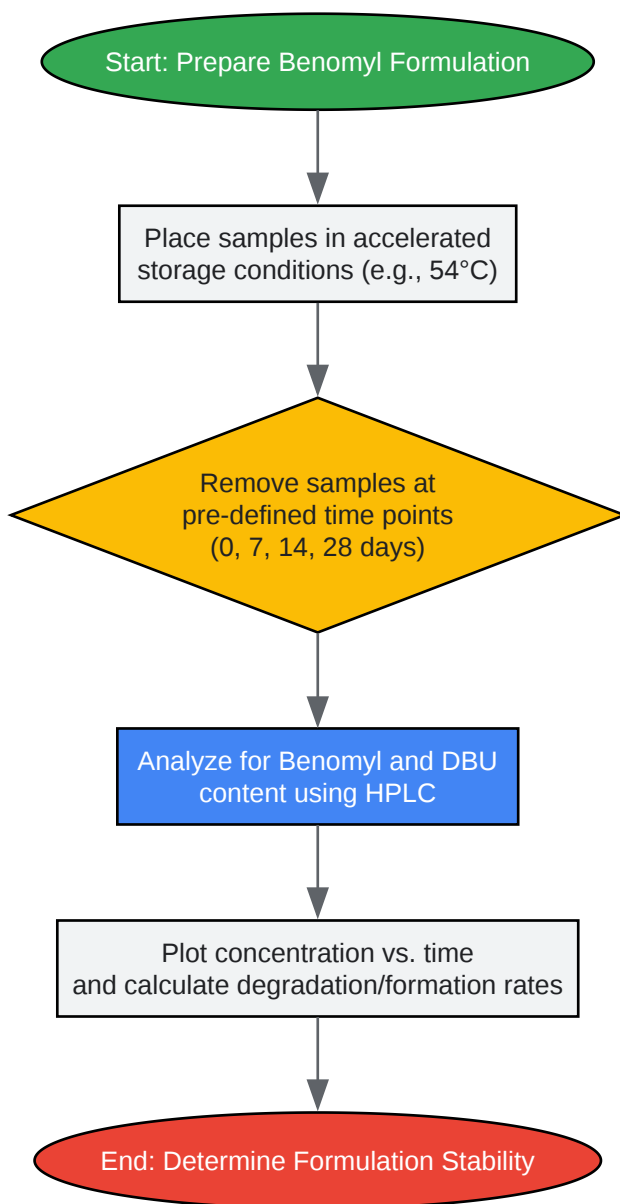 Start: Prepare Benomyl Formulation
Place samples in accelerated
storage conditions (e.g., 54°C)
Remove samples at
pre-defined time points
(0, 7, 14, 28 days)
Analyze for Benomyl and DBU
content using HPLC
Plot concentration vs. time
and calculate degradation/formation rates
End: Determine Formulation Stability